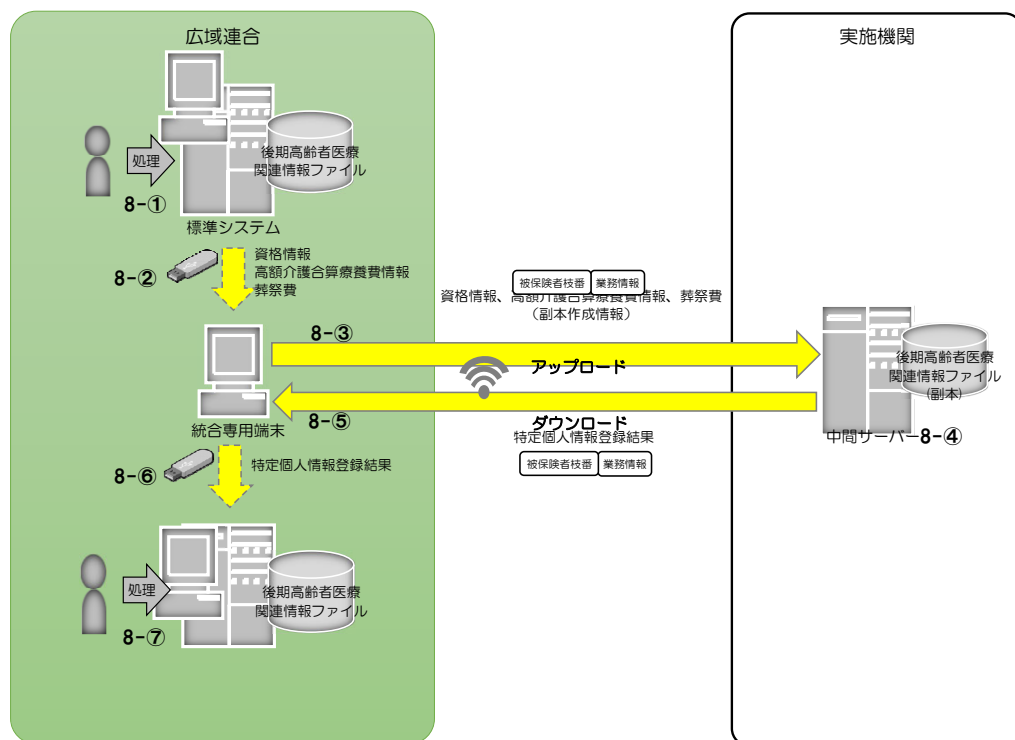 広域連合
実施機関
後期高齢者医療
関連情報ファイル
処理
8-①
標準システム
8-②
資格情報
高額介護合算療養費情報
葬祭費
被保険者枝番 業務情報
資格情報、高額介護合算療養費情報、葬祭費
（副本作成情報）
8-③
アップロード
後期高齢者医療
関連情報ファイル
(副本)
中間サーバー8-④
統合専用端末
8-⑤
ダウンロード
特定個人情報登録結果
被保険者枝番 業務情報
8-⑥
特定個人情報登録結果
処理
後期高齢者医療
関連情報ファイル
8-⑦